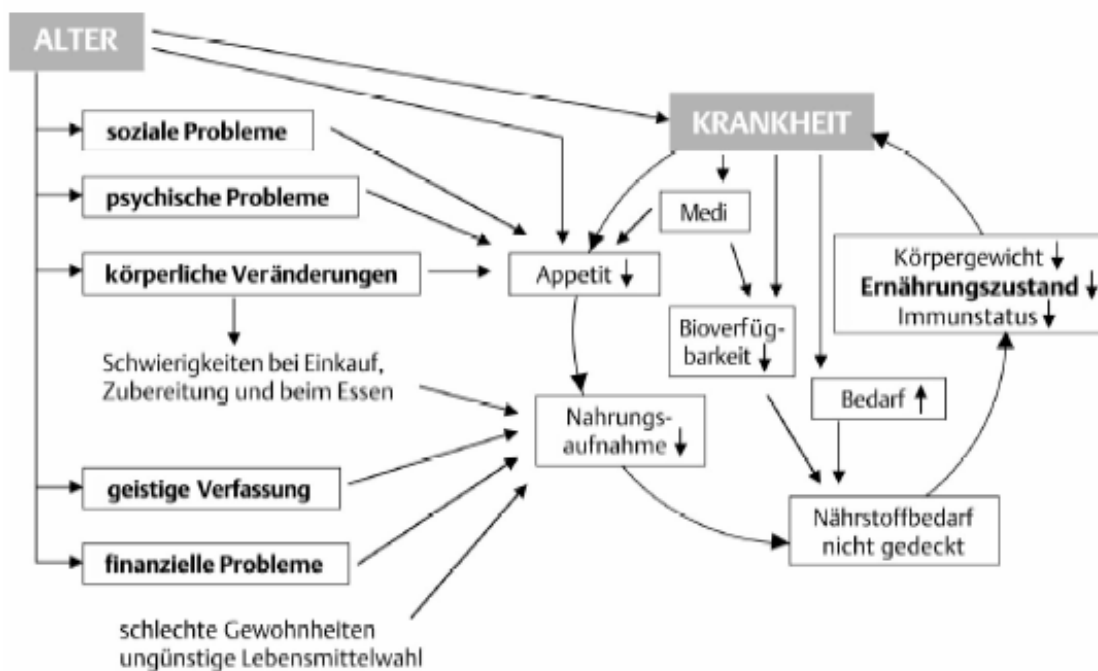 ALTER
KRANKHEIT
soziale Probleme
psychische Probleme
Medi
körperliche Veränderungen
Appetit ↓
Körpergewicht ↓
Ernährungszustand ↓
Immunstatus ↓
Bioverfüg-
barkeit ↓
Schwierigkeiten bei Einkauf,
Zubereitung und beim Essen
Bedarf ↑
Nahrungs-
aufnahme ↓
geistige Verfassung
Nährstoffbedarf
nicht gedeckt
finanzielle Probleme
schlechte Gewohnheiten
ungünstige Lebensmittelwahl